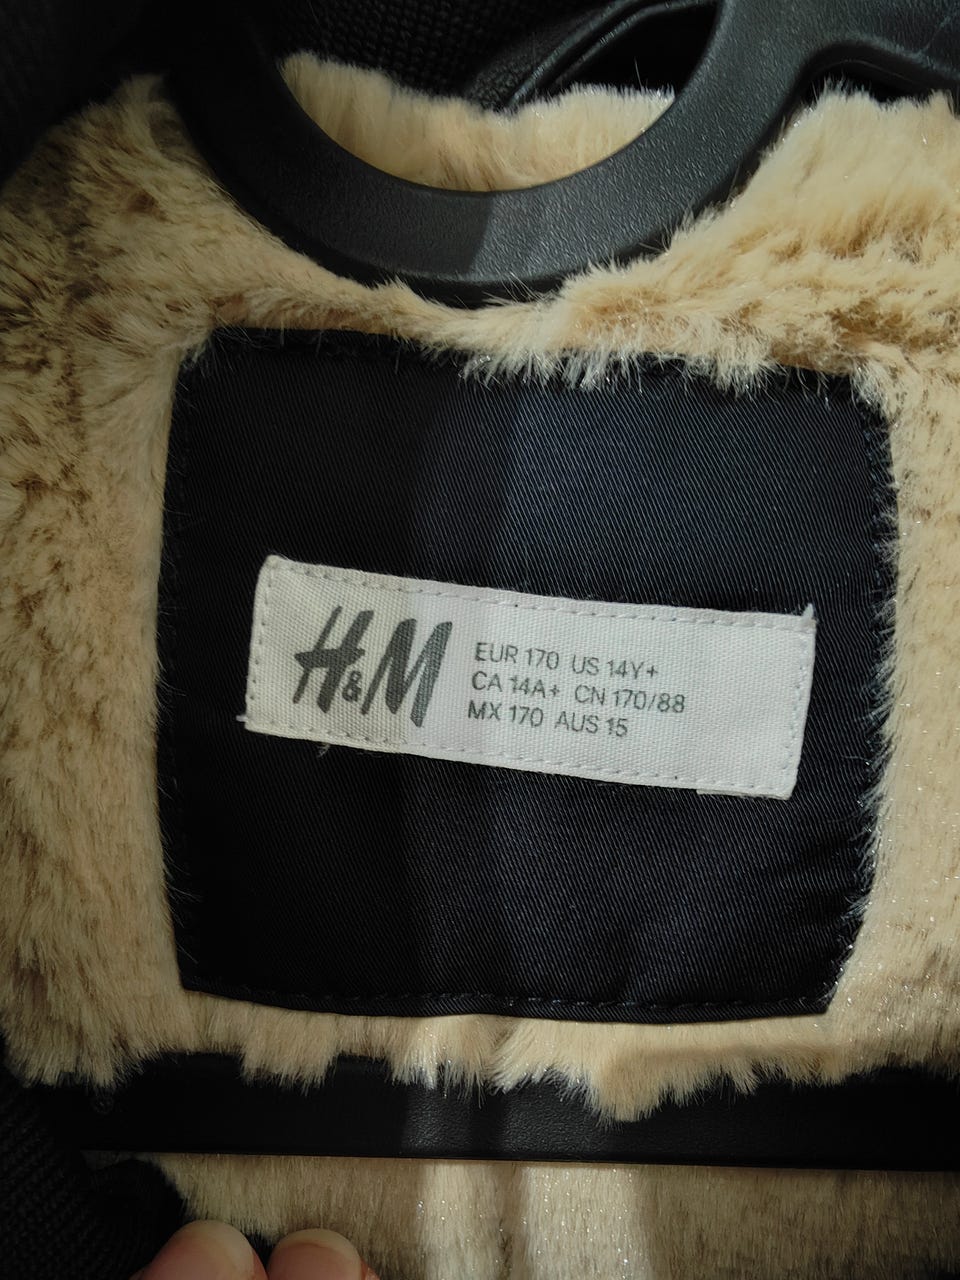 H&M
EUR 170 US 14Y+
CA 14A+ CN 170/88
MX 170 AUS 15